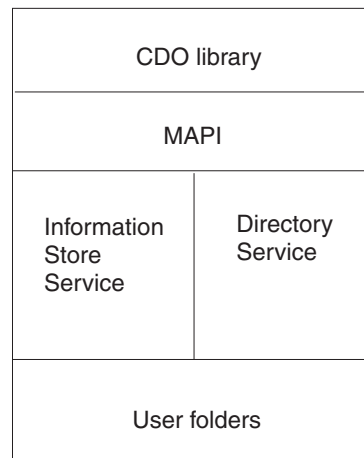 CDO library
MAPI
Information
Store
Service
Directory
Service
User folders